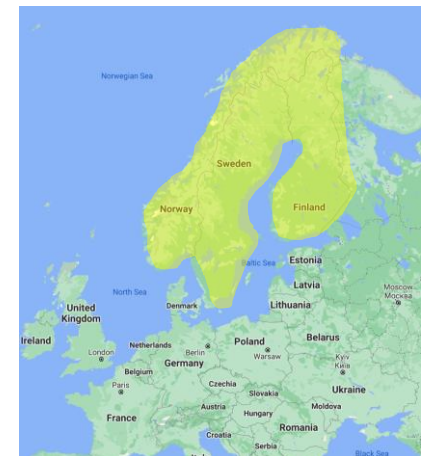 Norwegian Sea
Sweden
Norway
Finland
Baltic Sea
Estonia
Latvia
Lithuania
North Sea
Denmark
United
Kingdom
Ireland
London
Netherlands
Berlin
Poland
Warsaw
Belarus
Moscow
Москва
Belgium
Germany
Kyiv
Київ
Paris
Czechia
Slovakia
Ukraine
Austria
Hungary
Moldova
France
Romania
Croatia
Serbia
Black Sea